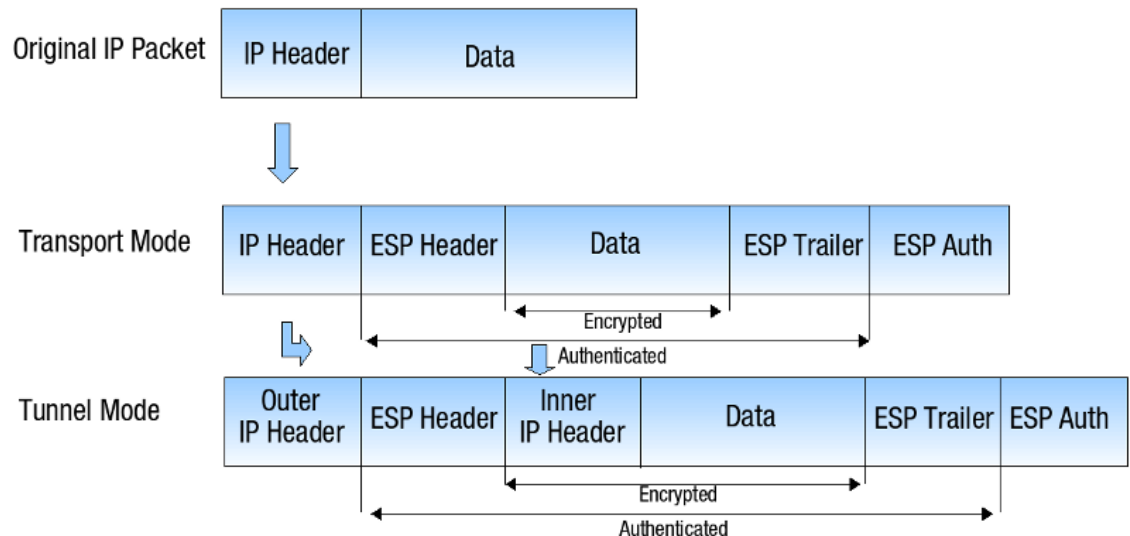 Original IP Packet
IP Header
Data
Transport Mode
IP Header
ESP Header
Data
ESP Trailer
ESP Auth
Encrypted
Authenticated
Tunnel Mode
Outer
IP Header
ESP Header
Inner
IP Header
Data
ESP Trailer
ESP Auth
Encrypted
Authenticated